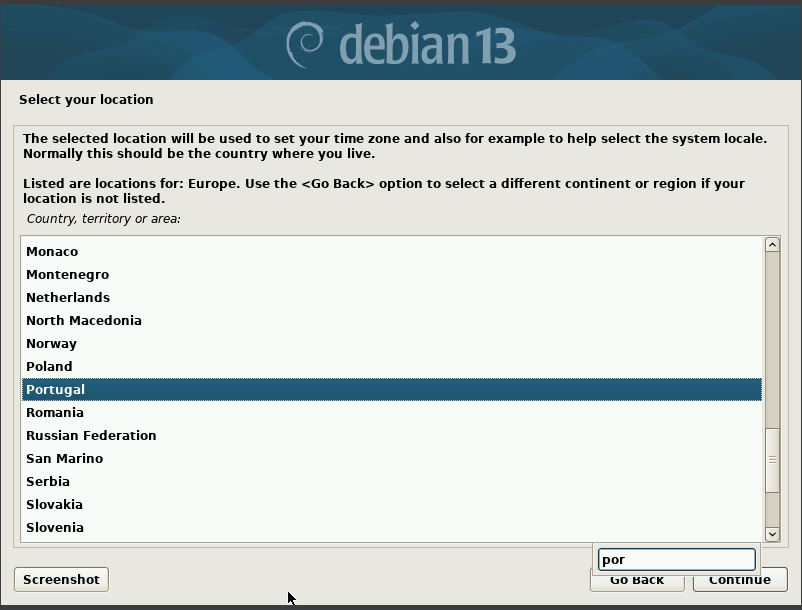 debian 13
Select your location
The selected location will be used to set your time zone and also for example to help select the system locale.
Normally this should be the country where you live.
Listed are locations for: Europe. Use the <Go Back> option to select a different continent or region if your
location is not listed.
Country, territory or area:
Monaco
Montenegro
Netherlands
North Macedonia
Norway
Poland
Portugal
Romania
Russian Federation
San Marino
Serbia
Slovakia
Slovenia
por
Screenshot
Go Back
Continue